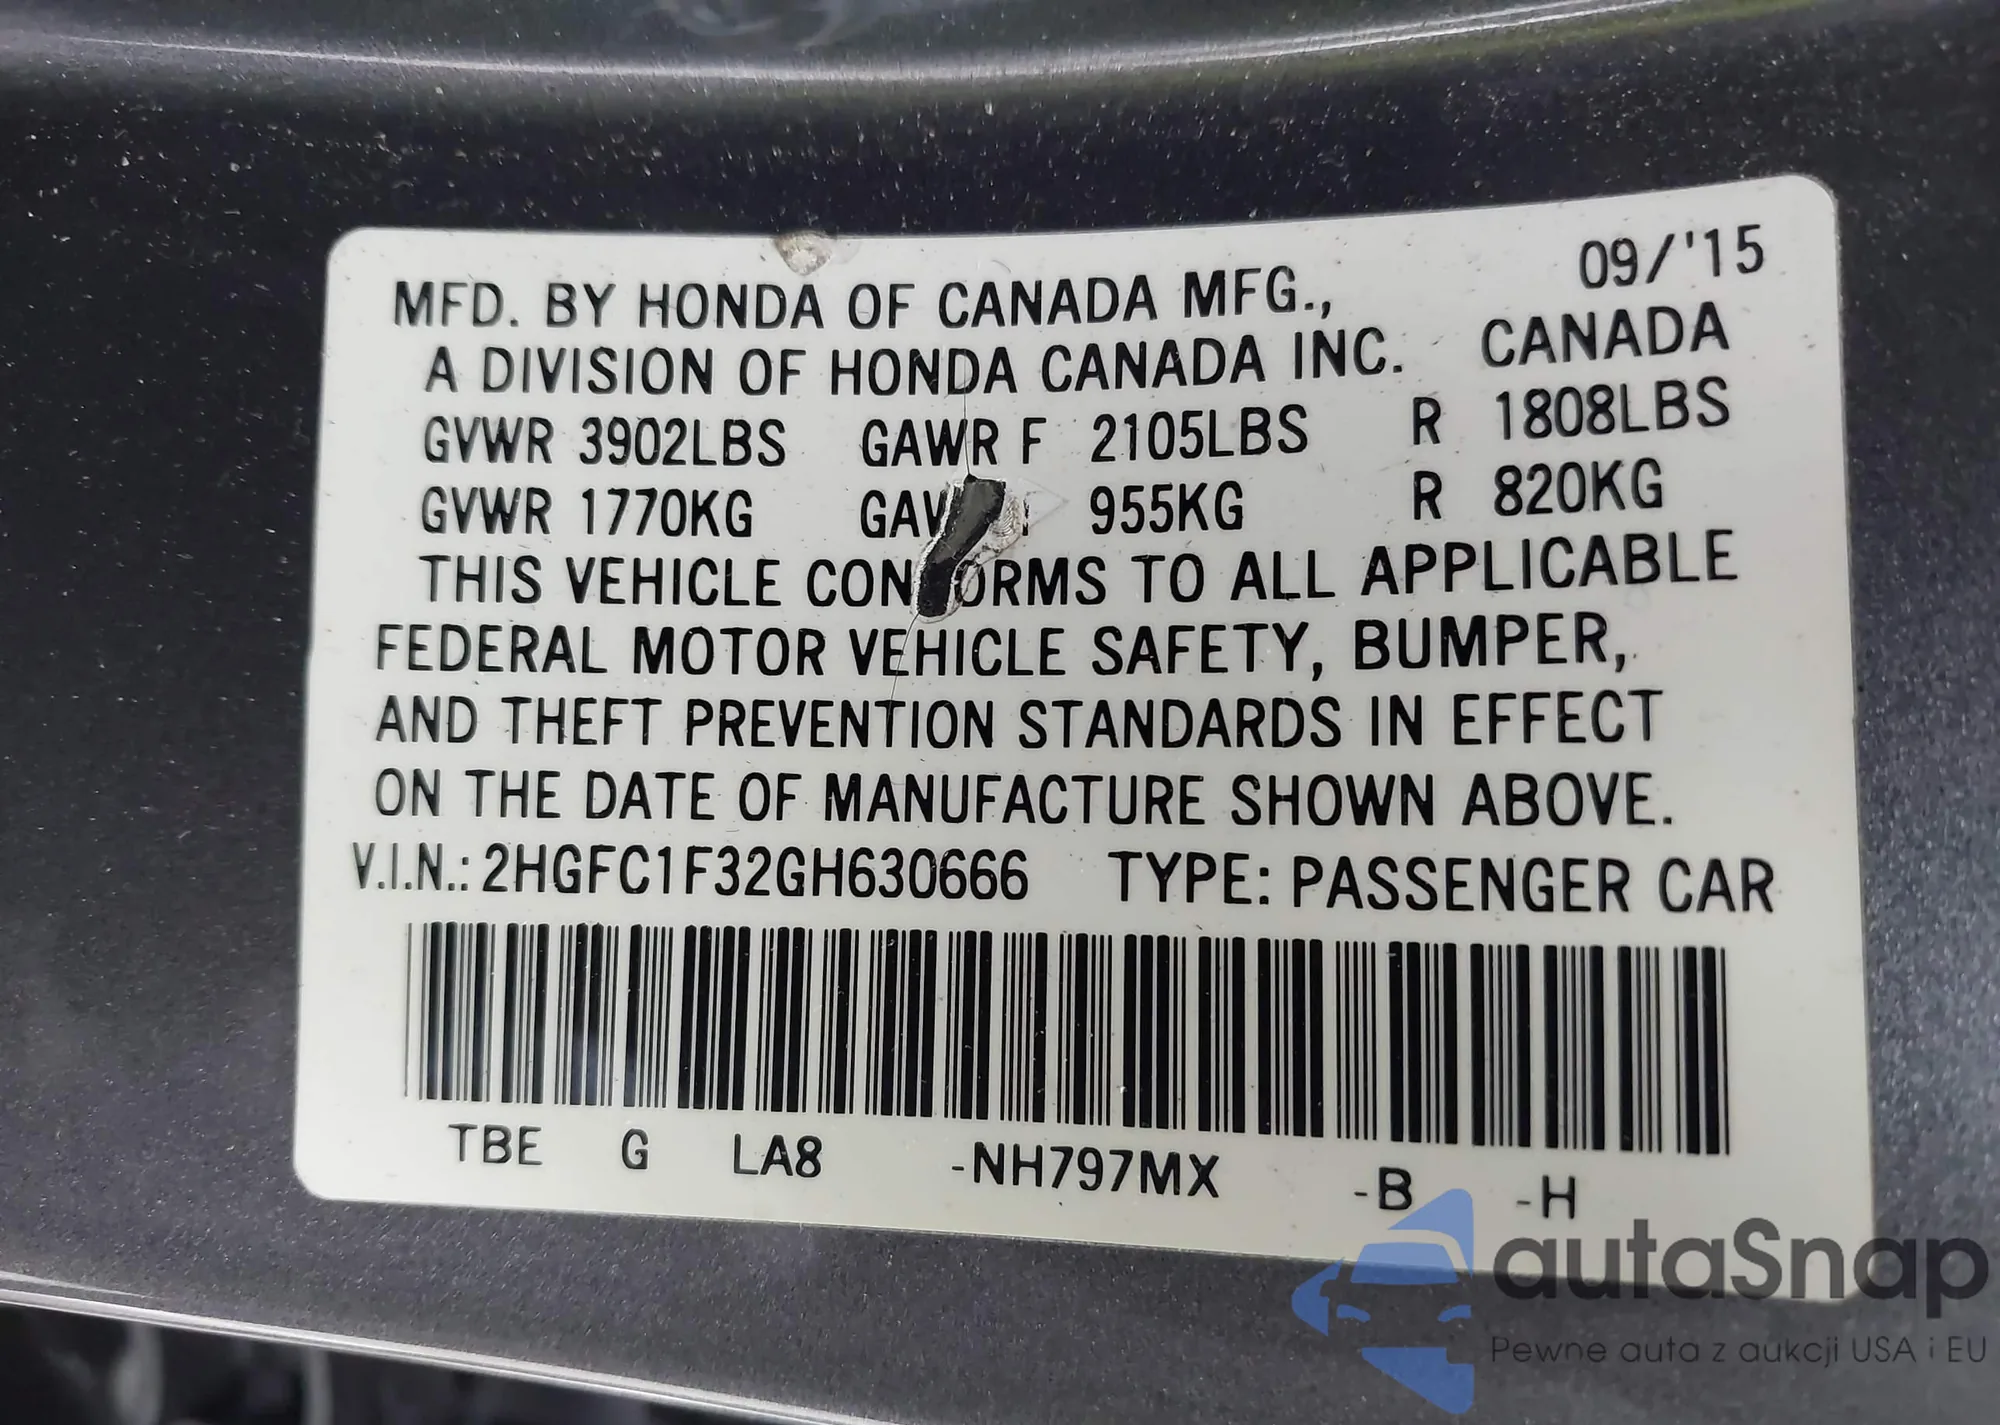 09/'15
MFD. BY HONDA OF CANADA MFG.,
A DIVISION OF HONDA CANADA INC. CANADA
GVWR 3902LBS GAWR F 2105LBS R 1808LBS
GVWR 1770KG 955KG R 820KG
THIS VEHICLE CONFORMS TO ALL APPLICABLE
FEDERAL MOTOR VEHICLE SAFETY, BUMPER,
AND THEFT PREVENTION STANDARDS IN EFFECT
ON THE DATE OF MANUFACTURE SHOWN ABOVE.
V.I.N.: 2HGFC1F32GH630666 TYPE: PASSENGER CAR
TBE G LA8 -NH797MX -B -H
autaSnap
Pewne auta z aukcji USA i EU